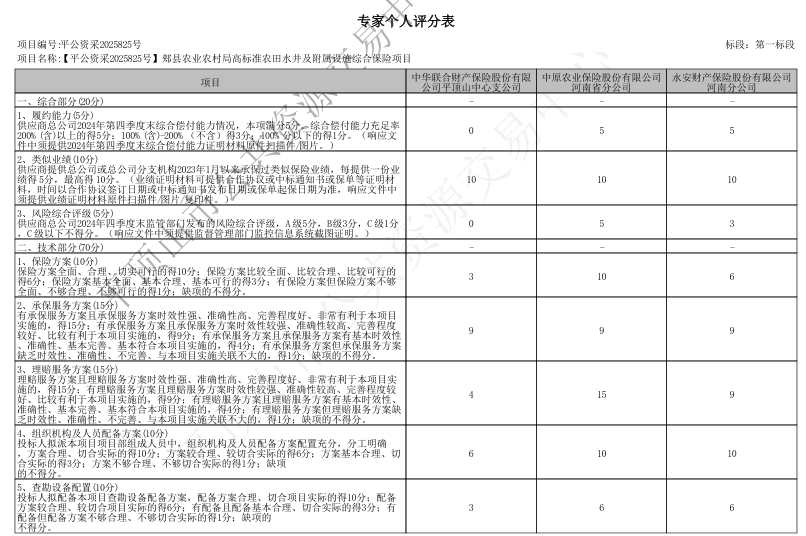 专家个人评分表
项目编号:平公资采2025825号
标段: 第一标段
项目名称:【平公资采2025825号】郏县农业农村局高标准农田水井及附属设施综合保险项目
项目
中华联合财产保险股份有限
公司平顶山中心支公司
中原农业保险股份有限公司
河南省分公司
永安财产保险股份有限公司
河南分公司
一、综合部分(20分)
–
–
–
1、履约能力(5分)
供应商总公司2024年第四季度末综合偿付能力情况, 本项满分5分。综合偿付能力充足率
200%(含)以上的得5分; 100%(含)-200% (不含) 得3分; 100%分以下的得1分。(响应文
件中须提供2024年第四季度末综合偿付能力证明材料原件扫描件/图片。)
0
5
5
2、类似业绩(10分)
供应商提供总公司或总公司分支机构2023年1月以来承保过类似保险业绩, 每提供一份业
绩得5分, 最高得 10分。(业绩证明材料可提供合作协议或中标通知书或保单等证明材
料, 时间以合作协议签订日期或中标通知书发布日期或保单起保日期为准, 响应文件中
须提供业绩证明材料原件扫描件/图片/复印件。)
10
10
10
3、风险综合评级(5分)
供应商总公司2024年四季度末监管部门发布的风险综合评级, A 级5分, B级3分, C 级1分
, C 级以下不得分。(响应文件中须提供监督管理部门监控信息系统截图证明。)
0
5
3
二、技术部分(70分)
–
–
–
1、保险方案(10分)
保险方案全面、合理、切实可行的得10分; 保险方案比较全面、比较合理、比较可行的
得6分; 保险方案基本全面、基本合理、基本可行的得3分; 有保险方案但保险方案不够
全面、不够合理、不够可行的得1分; 缺项的不得分。
3
10
6
2、承保服务方案(15分)
有承保服务方案且承保服务方案时效性强、准确性高、完善程度好、非常有利于本项目
实施的, 得15分; 有承保服务方案且承保服务方案时效性较强、准确性较高、完善程度
较好、比较有利于本项目实施的, 得9分; 有承保服务方案且承保服务方案有基本时效性
、准确性、基本完善、基本符合本项目实施的, 得4分; 有承保服务方案但承保服务方案
缺乏时效性、准确性、不完善、与本项目实施关联不大的, 得1分; 缺项的不得分。
9
9
9
3、理赔服务方案(15分)
理赔服务方案且理赔服务方案时效性强、准确性高、完善程度好、非常有利于本项目实
施的, 得15分; 有理赔服务方案且理赔服务方案时效性较强、准确性较高、完善程度较
好、比较有利于本项目实施的, 得9分; 有理赔服务方案且理赔服务方案有基本时效性、
准确性、基本完善、基本符合本项目实施的, 得4分; 有理赔服务方案但理赔服务方案缺
乏时效性、准确性、不完善、与本项目实施关联不大的, 得1分; 缺项的不得分。
4
15
9
4、组织机构及人员配备方案(10分)
投标人拟派本项目项目部组成人员中, 组织机构及人员配备方案配置充分, 分工明确
, 方案合理、切合实际的得10分; 方案较合理、较切合实际的得6分; 方案基本合理、切
合实际的得3分; 方案不够合理、不够切合实际的得1分; 缺项
的不得分。
6
10
10
5、查勘设备配置(10分)
投标人拟配备本项目查勘设备配备方案, 配备方案合理、切合项目实际的得10分; 配备
方案较合理、较切合项目实际的得6分; 有配备且配备基本合理、切合实际的得3分; 有
配备但配备方案不够合理、不够切合实际的得1分; 缺项的
不得分。
3
6
6